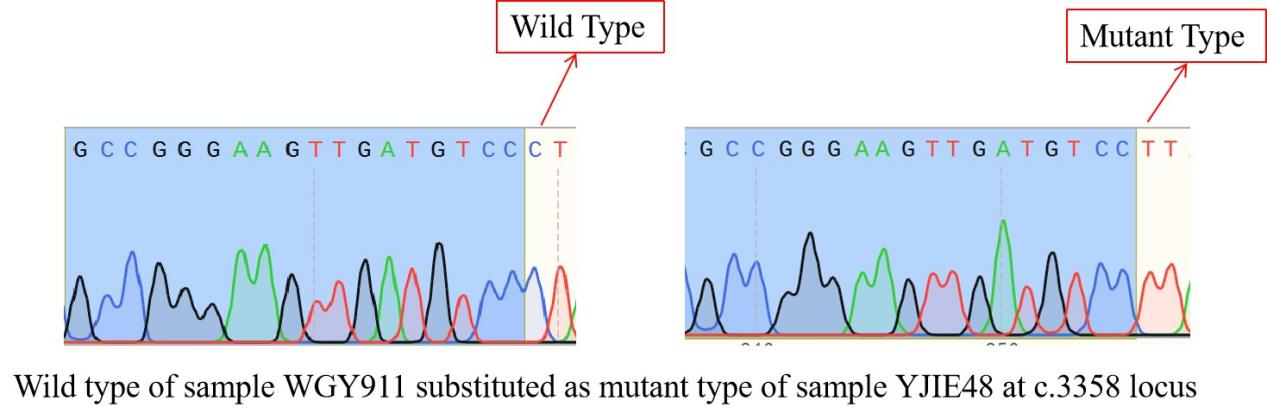 Wild Type
Mutant Type
G C C G G G A A G T T G A T G T C C C T
G C C G G G A A G T T G A T G T C C T T
Wild type of sample WGY911 substituted as mutant type of sample YJIE48 at c.3358 locus